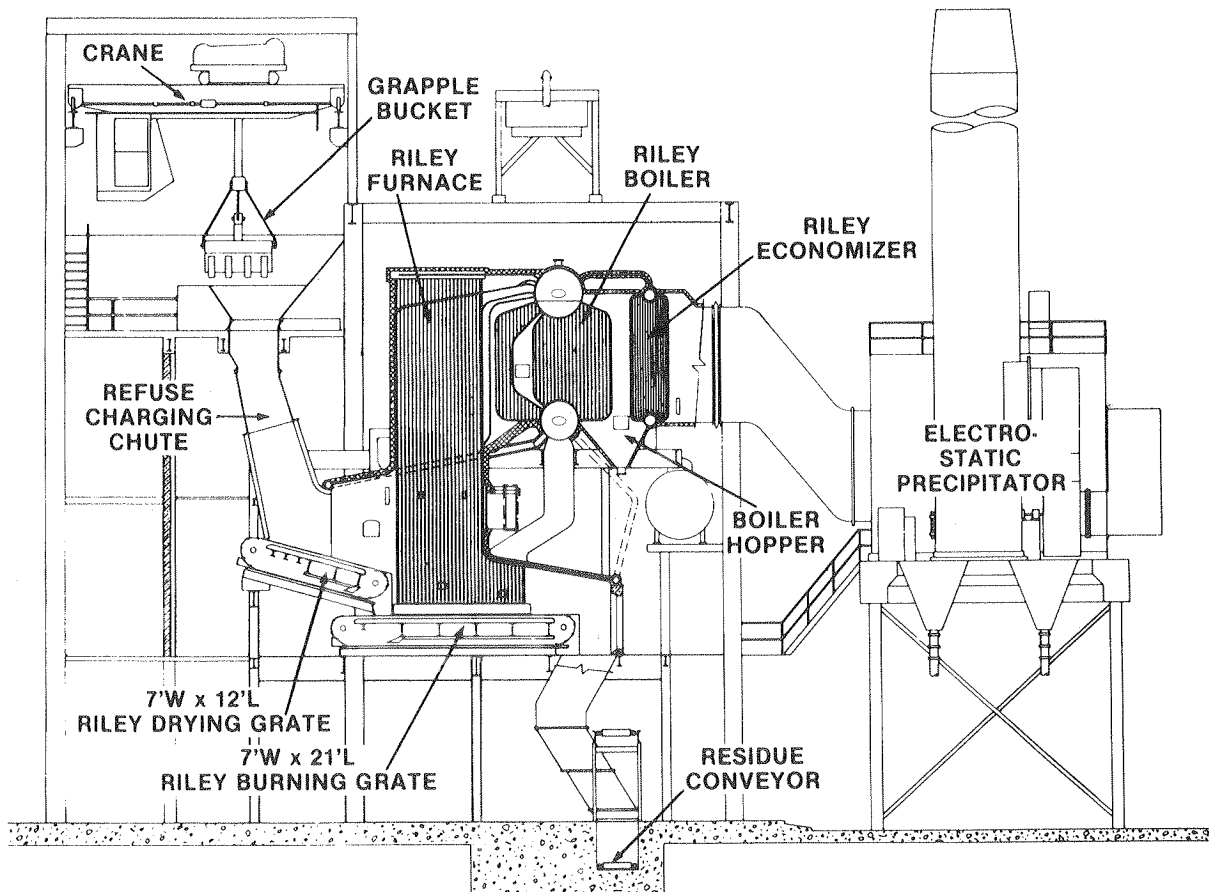 CRANE
GRAPPLE
BUCKET
RILEY
FURNACE
RILEY
BOILER
RILEY
ECONOMIZER
REFUSE
CHARGING
CHUTE
ELECTRO-
STATIC
PRECIPITATOR
BOILER
HOPPER
7'W x 12'L
RILEY DRYING GRATE
7'W x 21'L
RILEY BURNING GRATE
RESIDUE
CONVEYOR